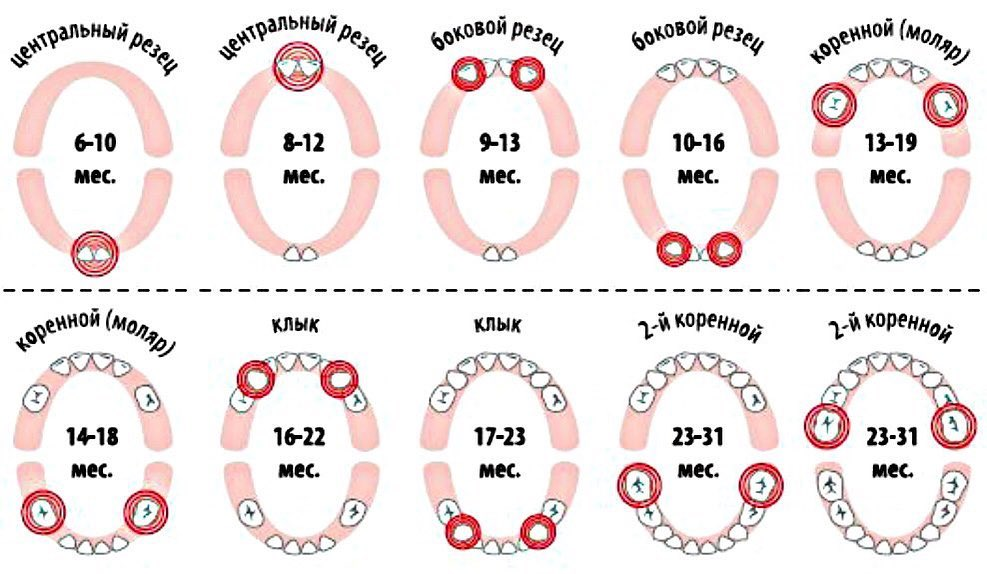 центральный резец
6-10
мес.
центральный резец
8-12
мес.
боковой резец
9-13
мес.
боковой резец
10-16
мес.
коренной (моляр)
13-19
мес.
коренной (моляр)
14-18
мес.
клык
16-22
мес.
клык
17-23
мес.
2-й коренной
23-31
мес.
2-й коренной
23-31
мес.